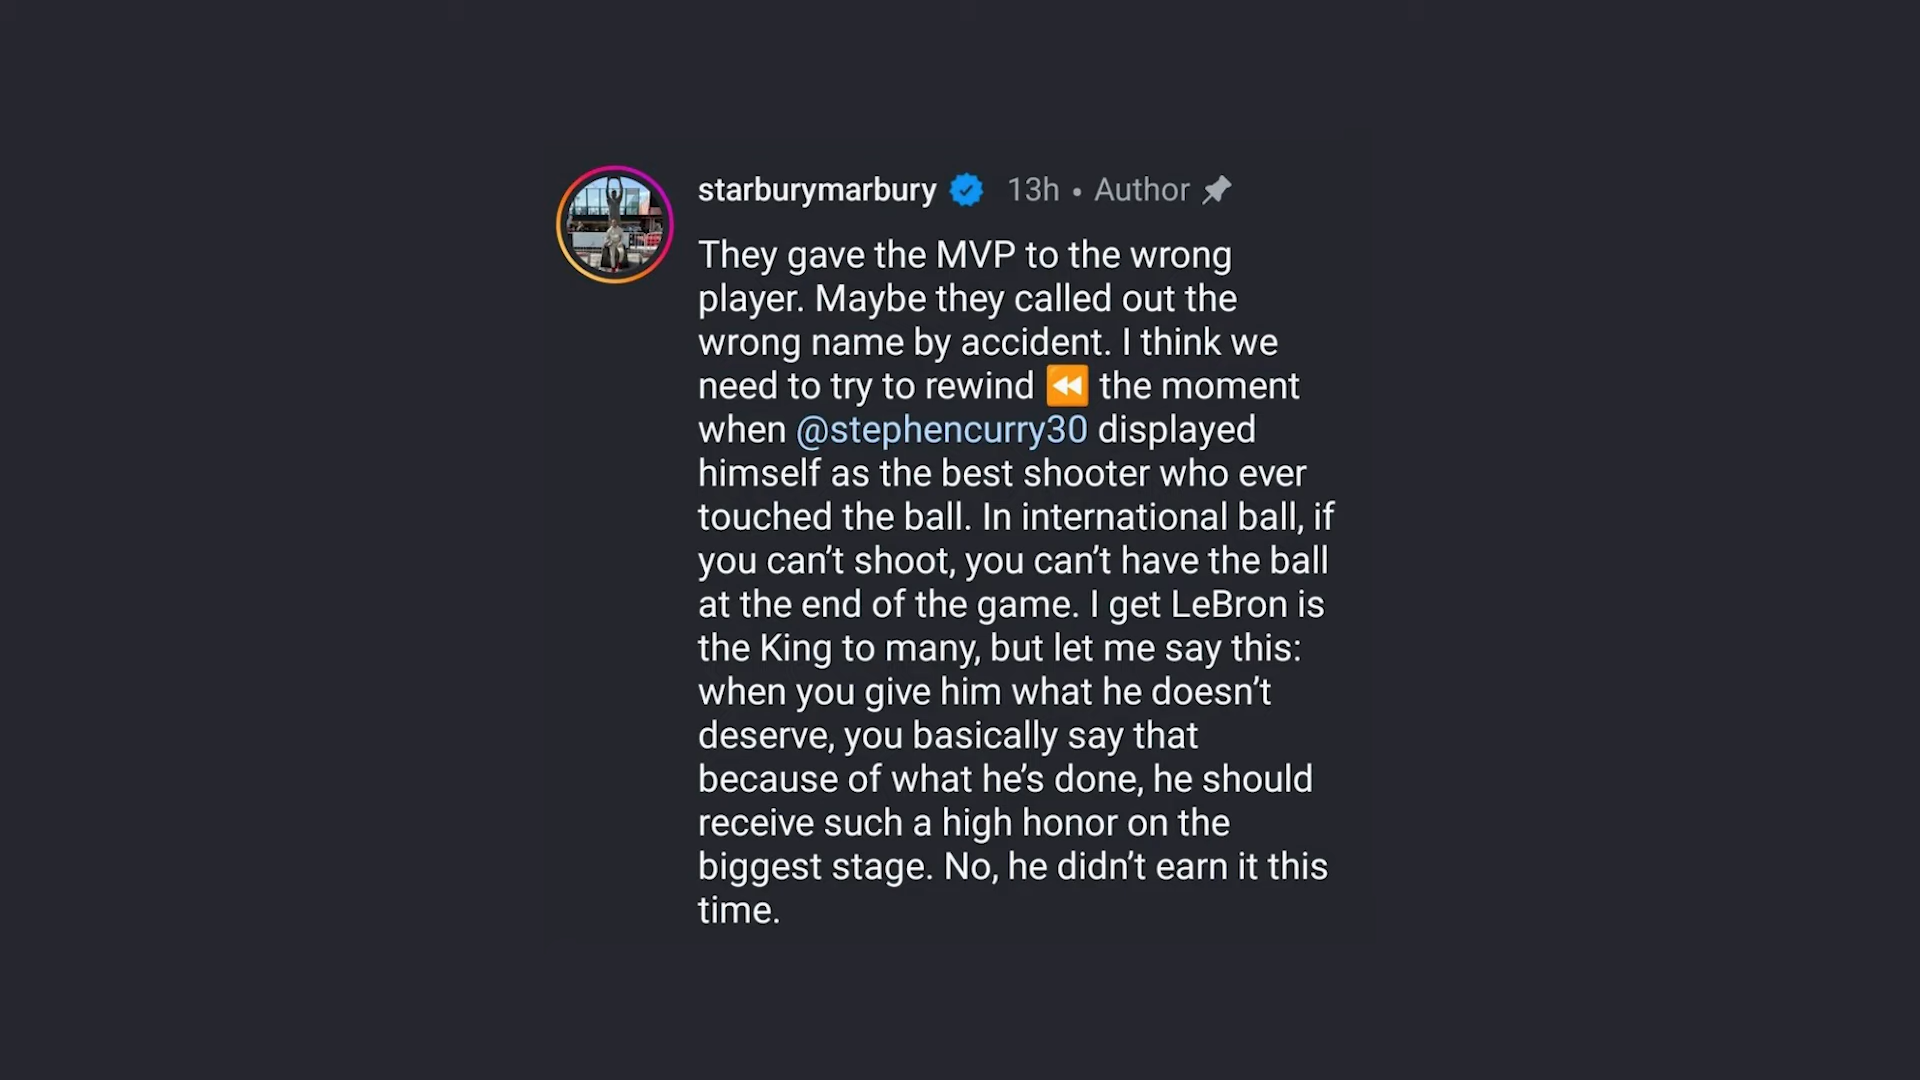 starburymarbury 13h • Author
They gave the MVP to the wrong
player. Maybe they called out the
wrong name by accident. I think we
need to try to rewind ⏪ the moment
when @stephencurry30 displayed
himself as the best shooter who ever
touched the ball. In international ball, if
you can’t shoot, you can’t have the ball
at the end of the game. I get LeBron is
the King to many, but let me say this:
when you give him what he doesn’t
deserve, you basically say that
because of what he’s done, he should
receive such a high honor on the
biggest stage. No, he didn’t earn it this
time.